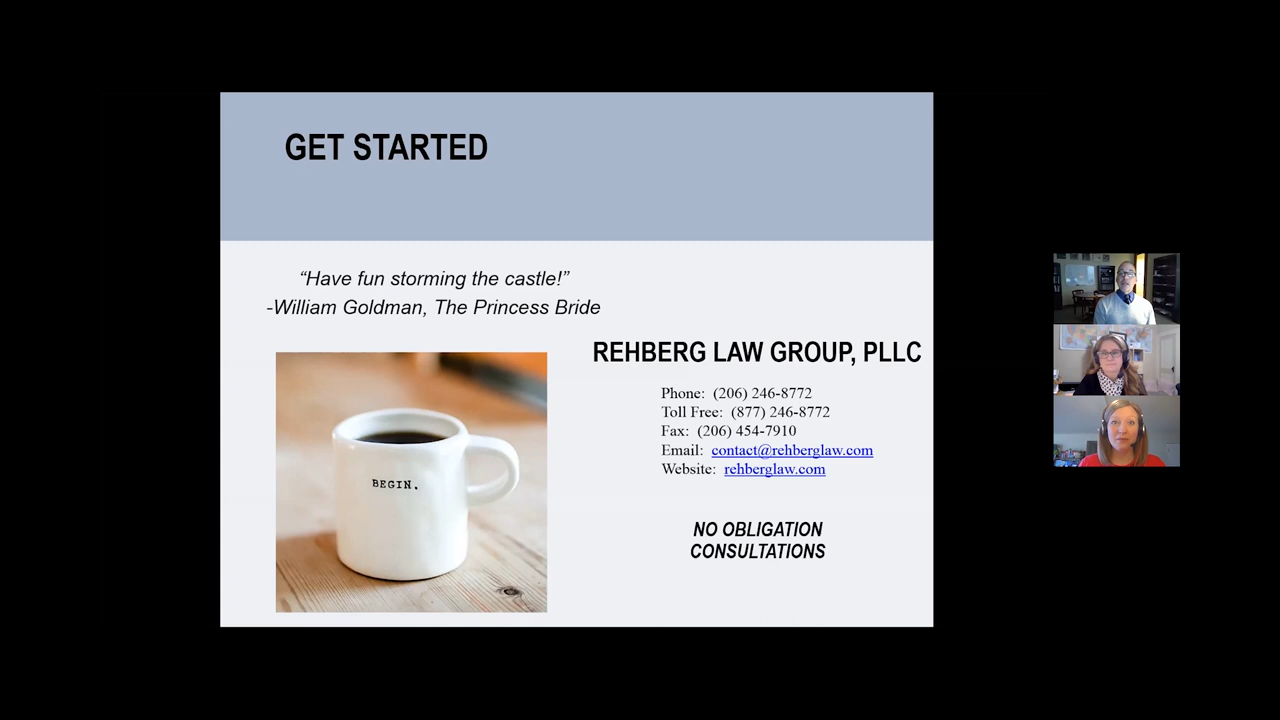 GET STARTED
“Have fun storming the castle!”
-William Goldman, The Princess Bride
REHBERG LAW GROUP, PLLC
Phone: (206) 246-8772
Toll Free: (877) 246-8772
Fax: (206) 454-7910
Email: contact@rehberglaw.com
Website: rehberglaw.com
BEGIN.
NO OBLIGATION
CONSULTATIONS